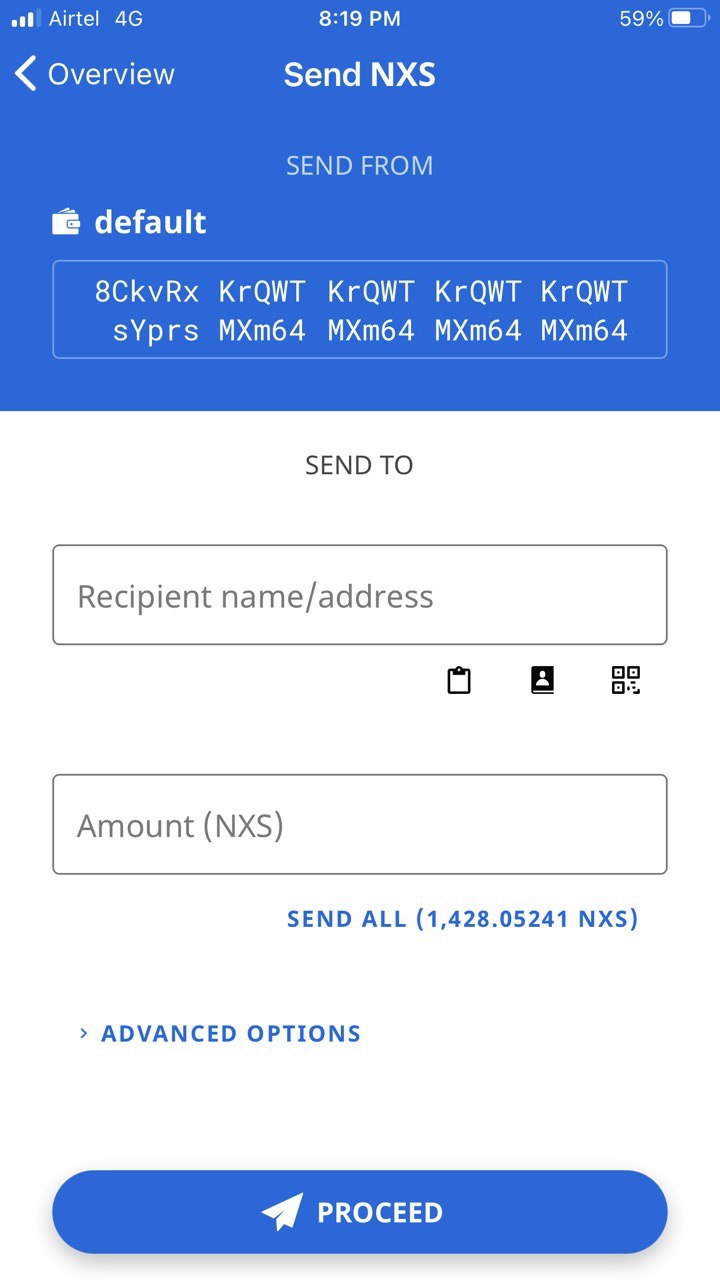 Airtel 4G 8:19 PM 59%
Overview Send NXS
SEND FROM
default
8CkvRx KrQWT KrQWT KrQWT KrQWT
sYprs MXm64 MXm64 MXm64 MXm64
SEND TO
Recipient name/address
Amount (NXS)
SEND ALL (1,428.05241 NXS)
ADVANCED OPTIONS
PROCEED